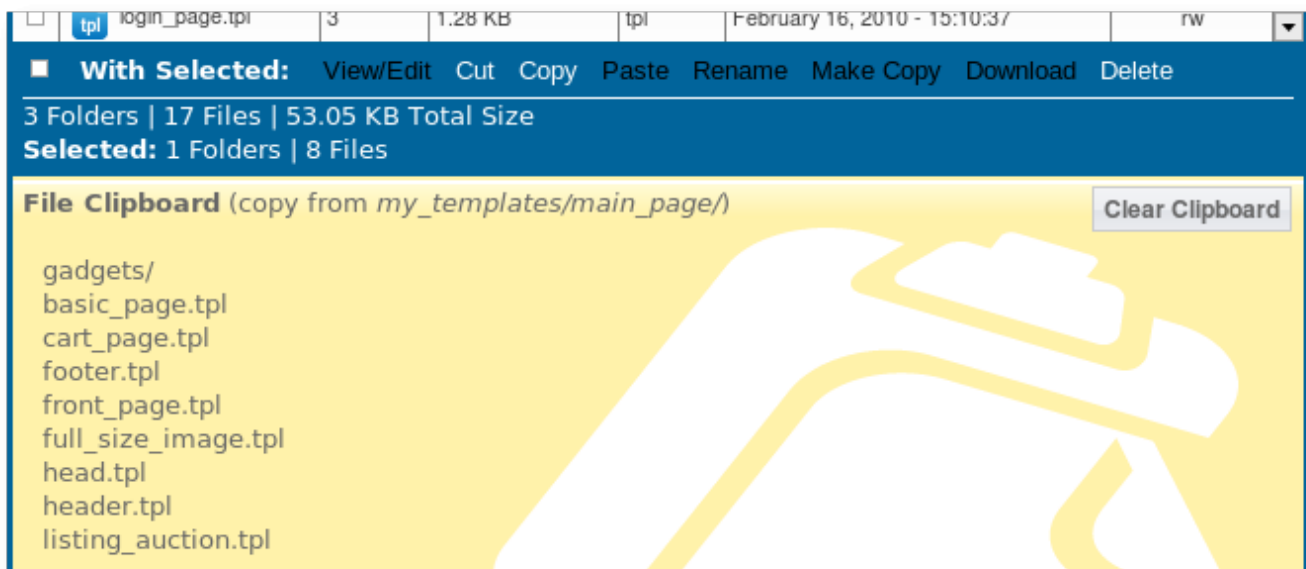 tpl login_page.tpl 3 1.28 KB tpl February 16, 2010 - 15:10:37 rw
With Selected: View/Edit Cut Copy Paste Rename Make Copy Download Delete
3 Folders | 17 Files | 53.05 KB Total Size
Selected: 1 Folders | 8 Files
File Clipboard (copy from my_templates/main_page/) Clear Clipboard
gadgets/
basic_page.tpl
cart_page.tpl
footer.tpl
front_page.tpl
full_size_image.tpl
head.tpl
header.tpl
listing_auction.tpl